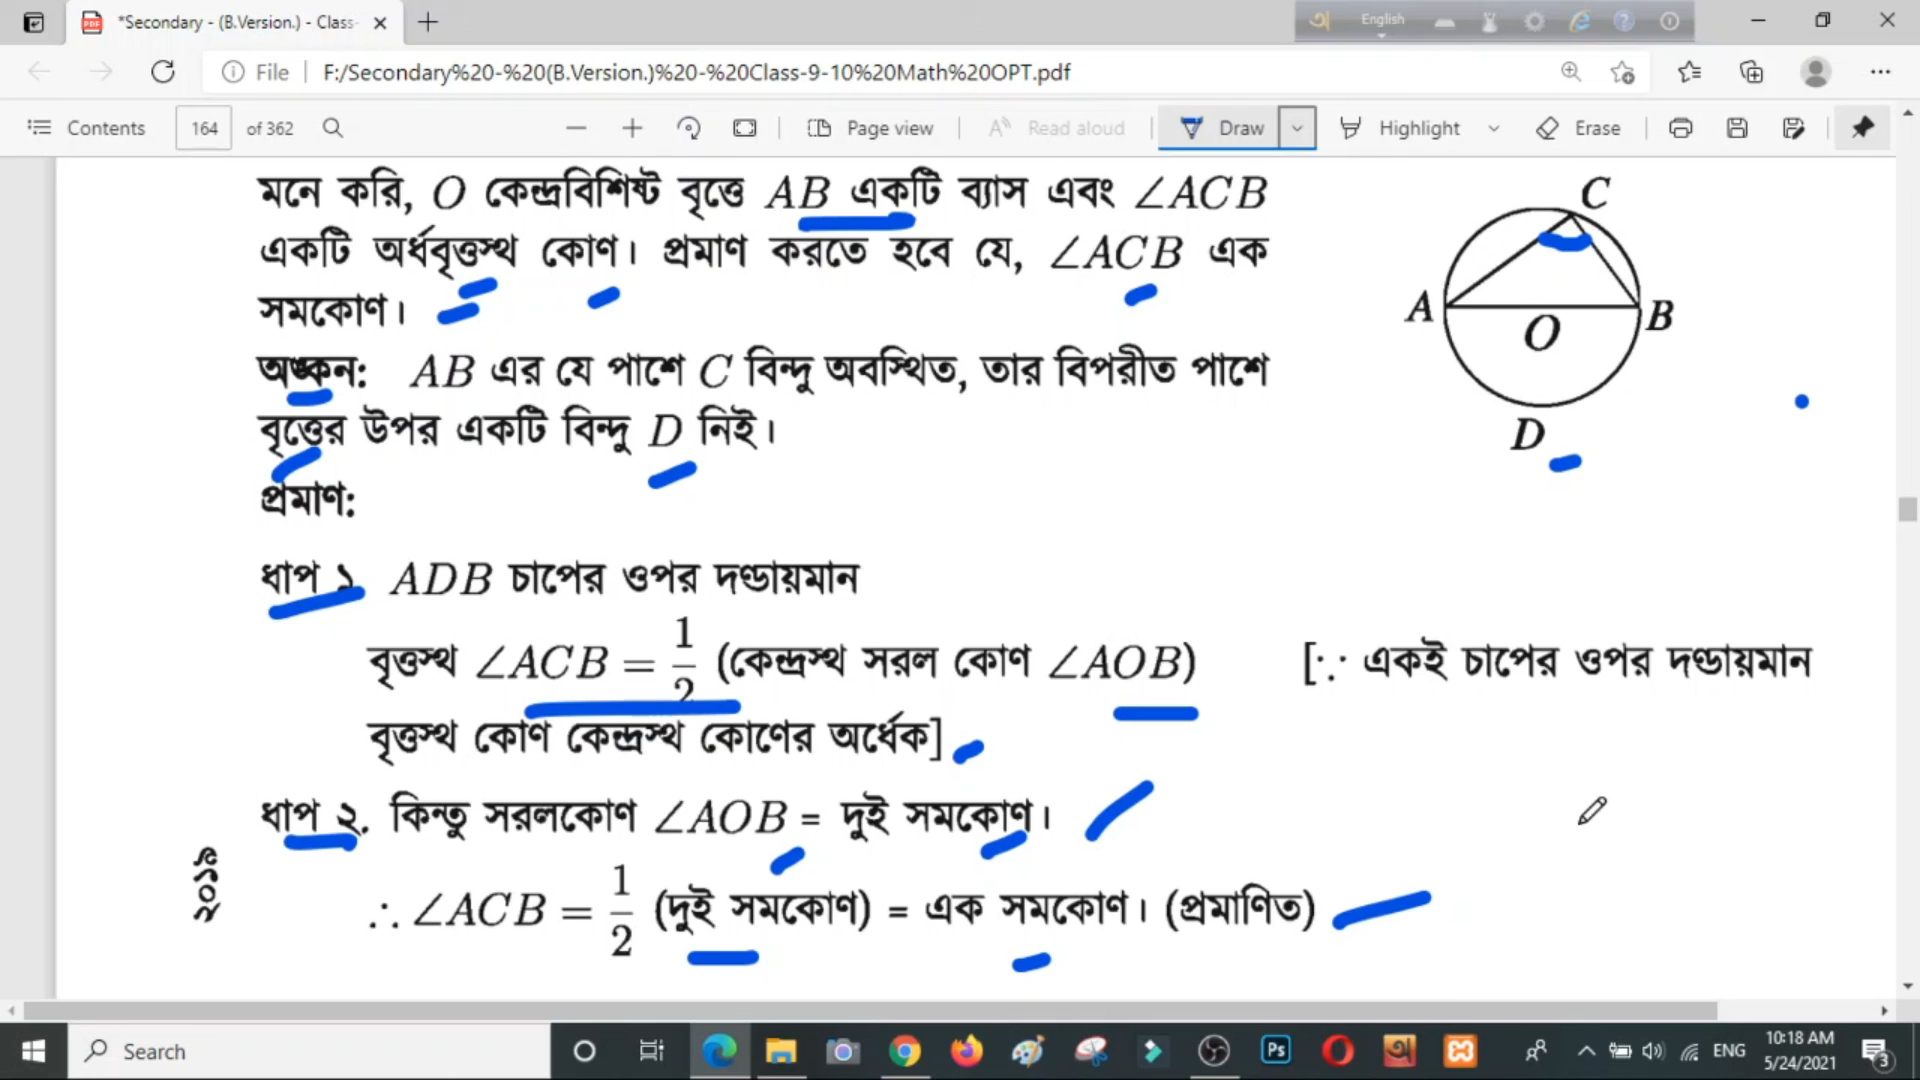 *Secondary - (B.Version.) - Class-
English
File
F:/Secondary%20-%20(B.Version.)%20-%20Class-9-10%20Math%20OPT.pdf
Contents
164
of 362
Page view
Read aloud
Draw
Highlight
Erase
মনে করি, O কেন্দ্রবিশিষ্ট বৃত্তে AB একটি ব্যাস এবং ∠ACB
একটি অর্ধবৃত্তস্থ কোণ। প্রমাণ করতে হবে যে, ∠ACB এক
সমকোণ।
অঙ্কন: AB এর যে পাশে C বিন্দু অবস্থিত, তার বিপরীত পাশে
বৃত্তের উপর একটি বিন্দু D নিই।
C
A
O
B
D
প্রমাণ:
ধাপ ১. ADB চাপের ওপর দণ্ডায়মান
বৃত্তস্থ ∠ACB = 1/2 (কেন্দ্রস্থ সরল কোণ ∠AOB) [∵ একই চাপের ওপর দণ্ডায়মান
বৃত্তস্থ কোণ কেন্দ্রস্থ কোণের অর্ধেক]
ধাপ ২. কিন্তু সরলকোণ ∠AOB = দুই সমকোণ।
∴ ∠ACB = 1/2 (দুই সমকোণ) = এক সমকোণ। (প্রমাণিত)
২০১৯
Search
Ps
ENG
10:18 AM
5/24/2021
3